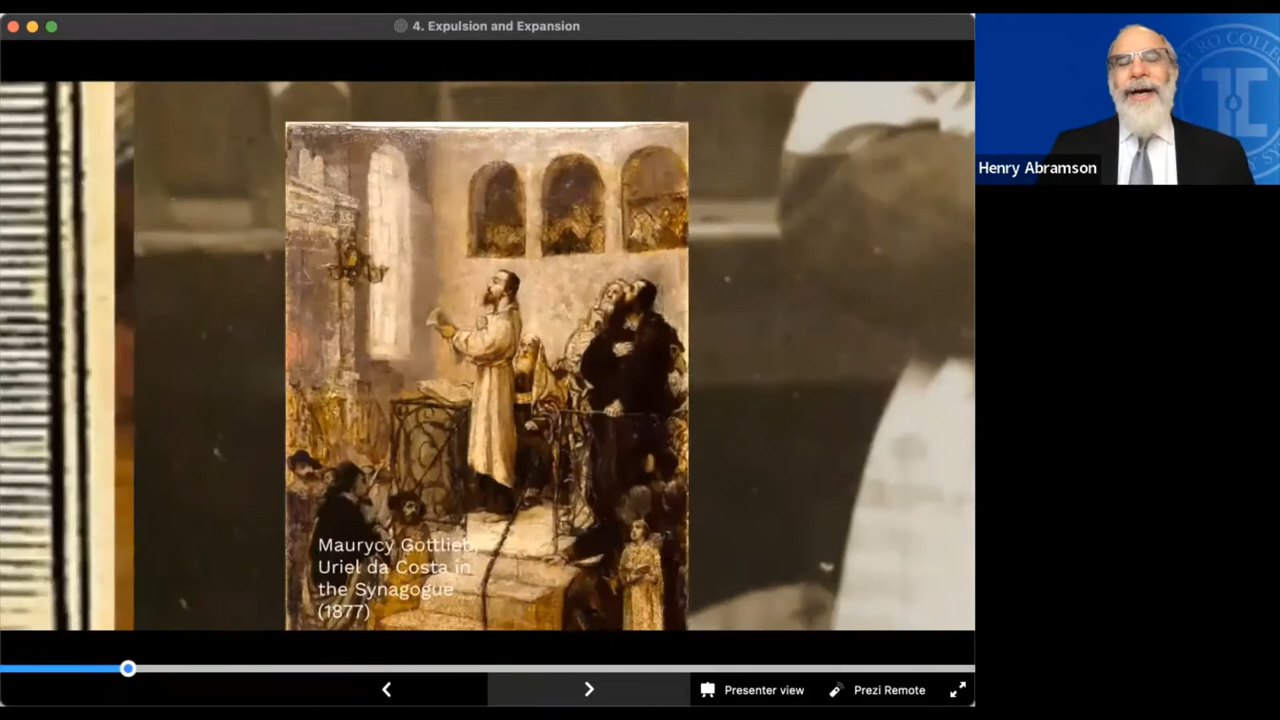 4. Expulsion and Expansion
Henry Abramson
Maurycy Gottlieb,
Uriel da Costa in
the Synagogue
(1877)
Presenter view
Prezi Remote